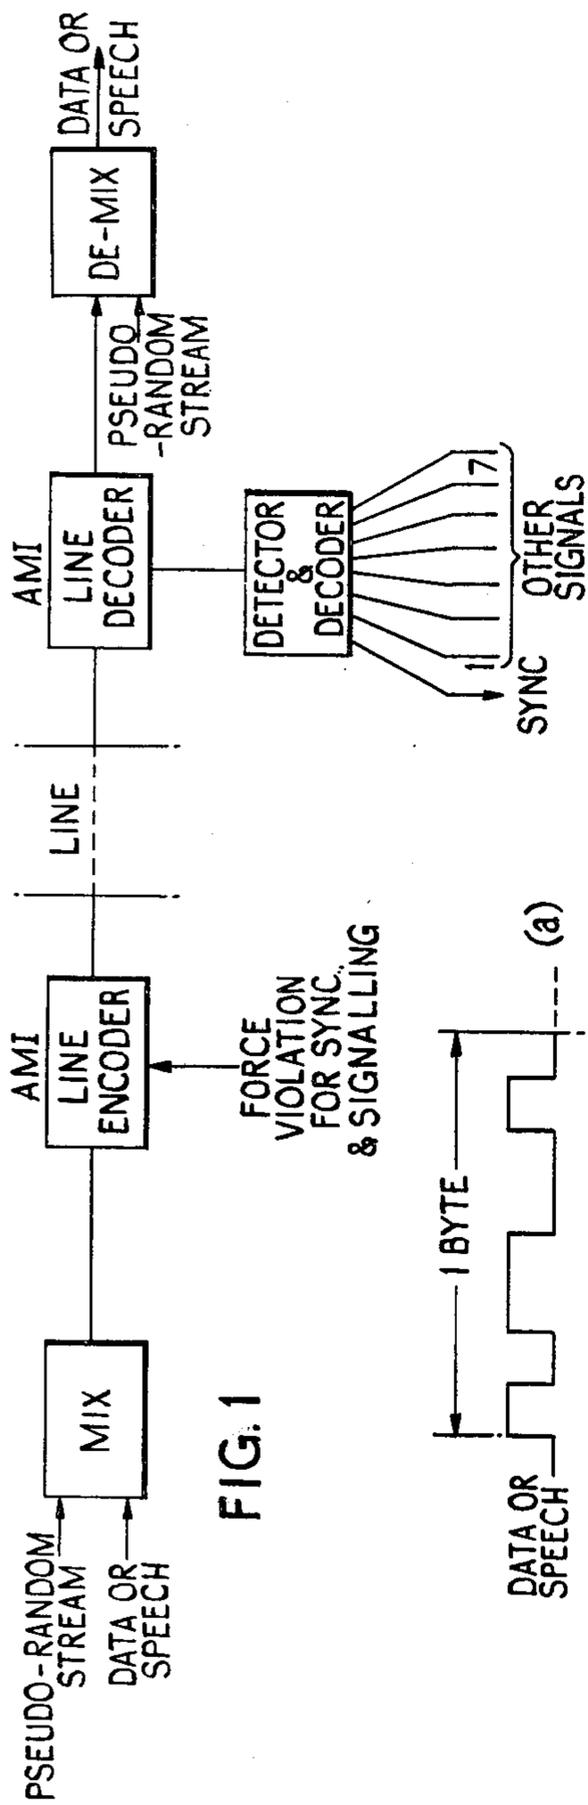 PSEUDO-RANDOM
STREAM
DATA OR
SPEECH
MIX
AMI
LINE
ENCODER
FORCE
VIOLATION
FOR SYNC.
& SIGNALLING
LINE
AMI
LINE
DECODER
PSEUDO
-RANDOM
STREAM
DE-MIX
DATA OR
SPEECH
DETECTOR
&
DECODER
1
7
SYNC
OTHER
SIGNALS
FIG. 1
DATA OR
SPEECH
1 BYTE
(a)